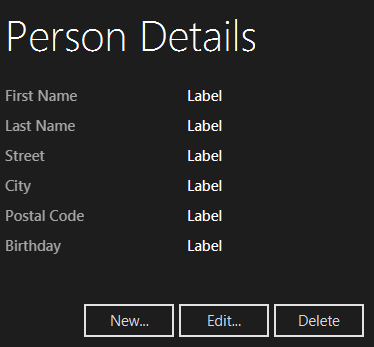 Person Details
First Name Label
Last Name Label
Street Label
City Label
Postal Code Label
Birthday Label
New... Edit... Delete